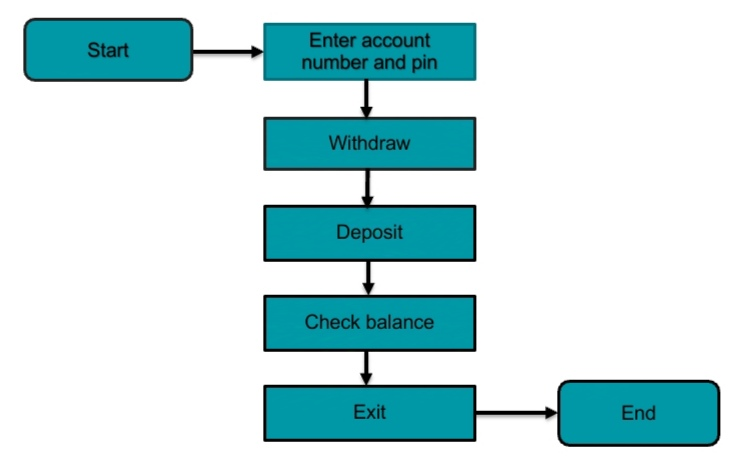 Start
Enter account
number and pin
Withdraw
Deposit
Check balance
Exit
End